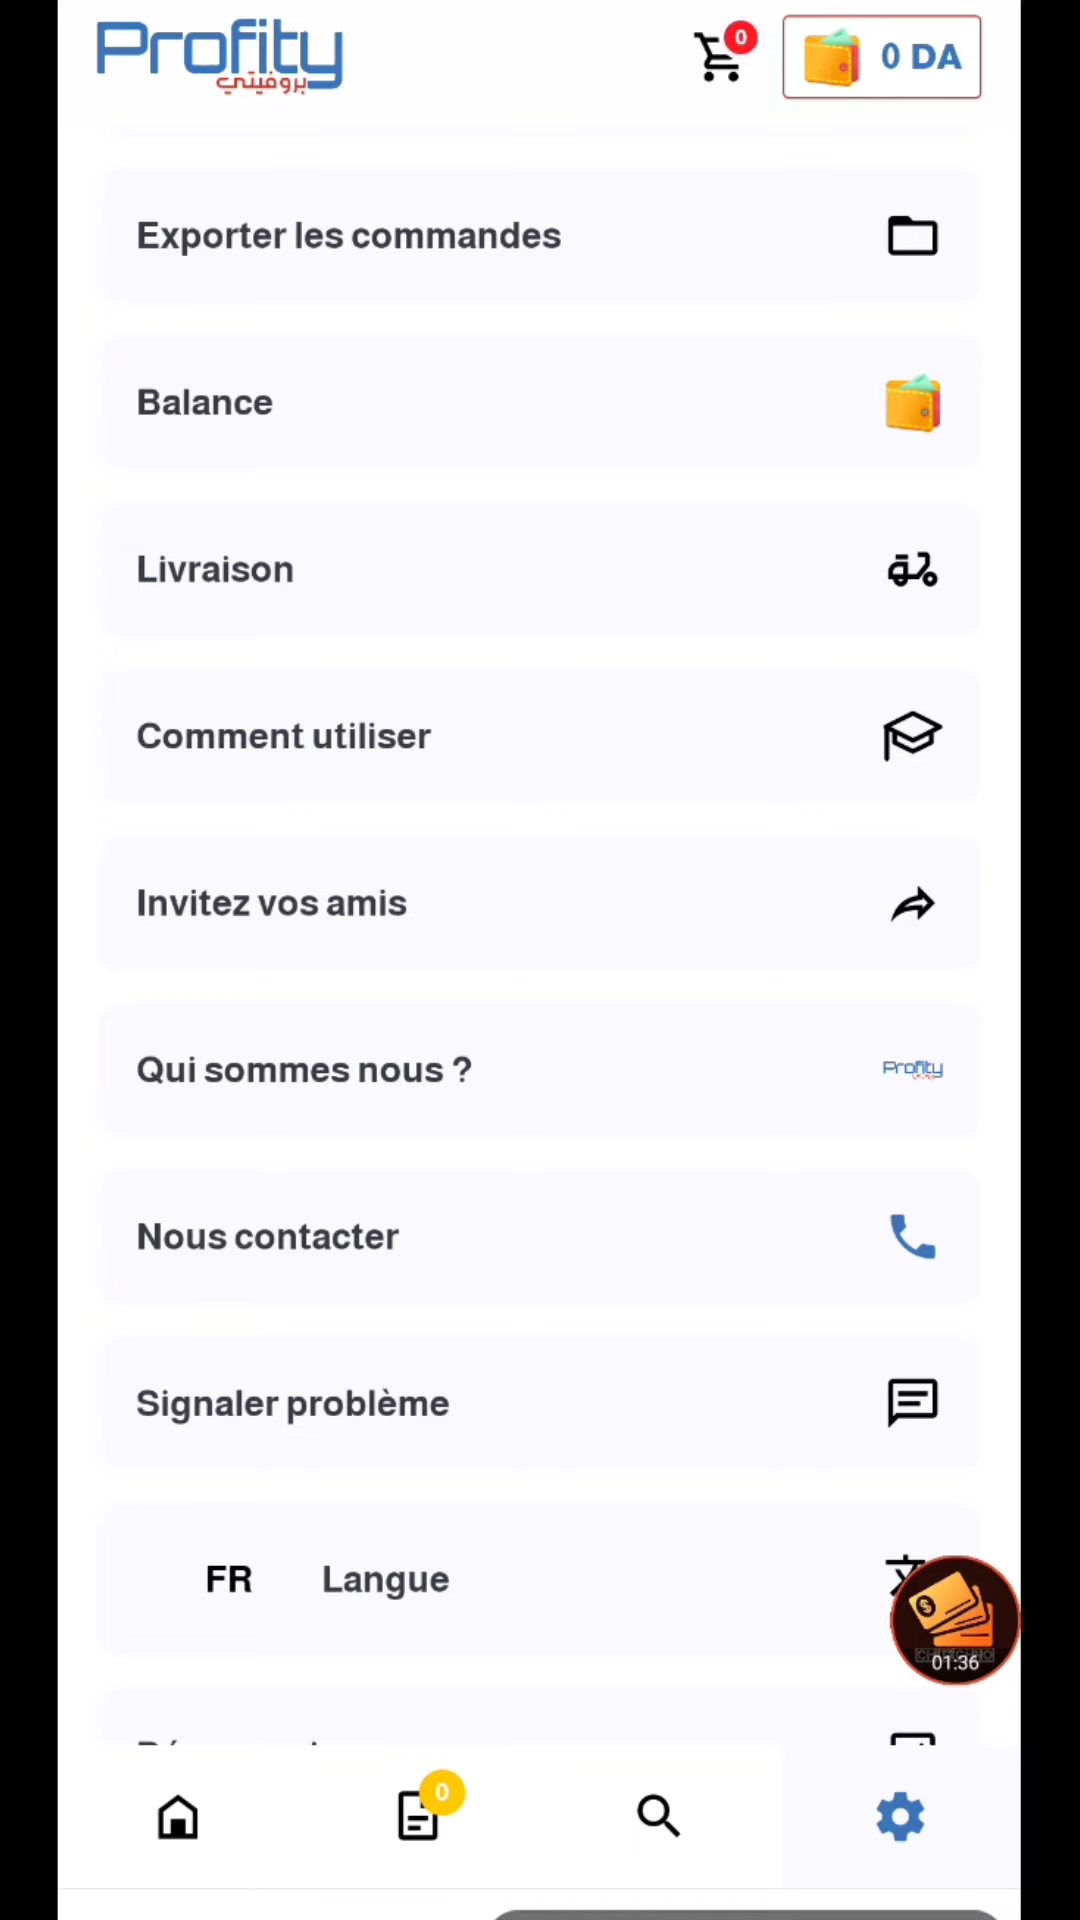 Profity
بروفيتي
0
0 DA
Exporter les commandes
Balance
Livraison
Comment utiliser
Invitez vos amis
Qui sommes nous ?
Profity
Nous contacter
Signaler problème
FR
Langue
01:36
0